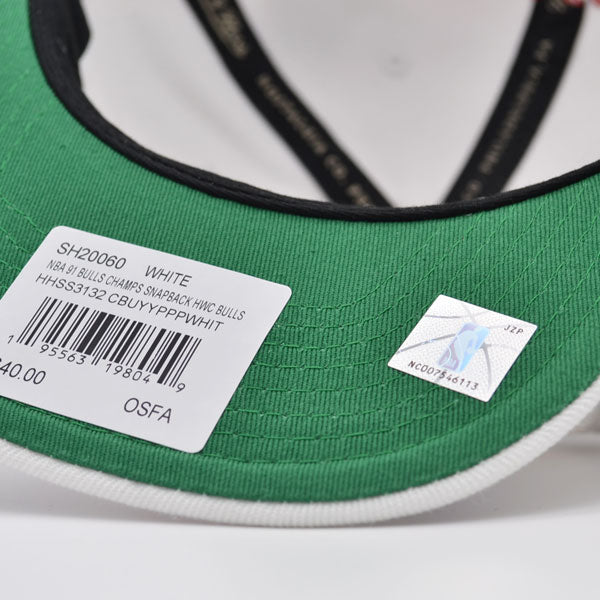 SH20060 WHITE
NBA 91 BULLS CHAMPS SNAPBACK HWC BULLS
HHSS3132 CBUYYPPPWHIT
1 95563 19804 9
$40.00
OSFA
JZP
NC007546113